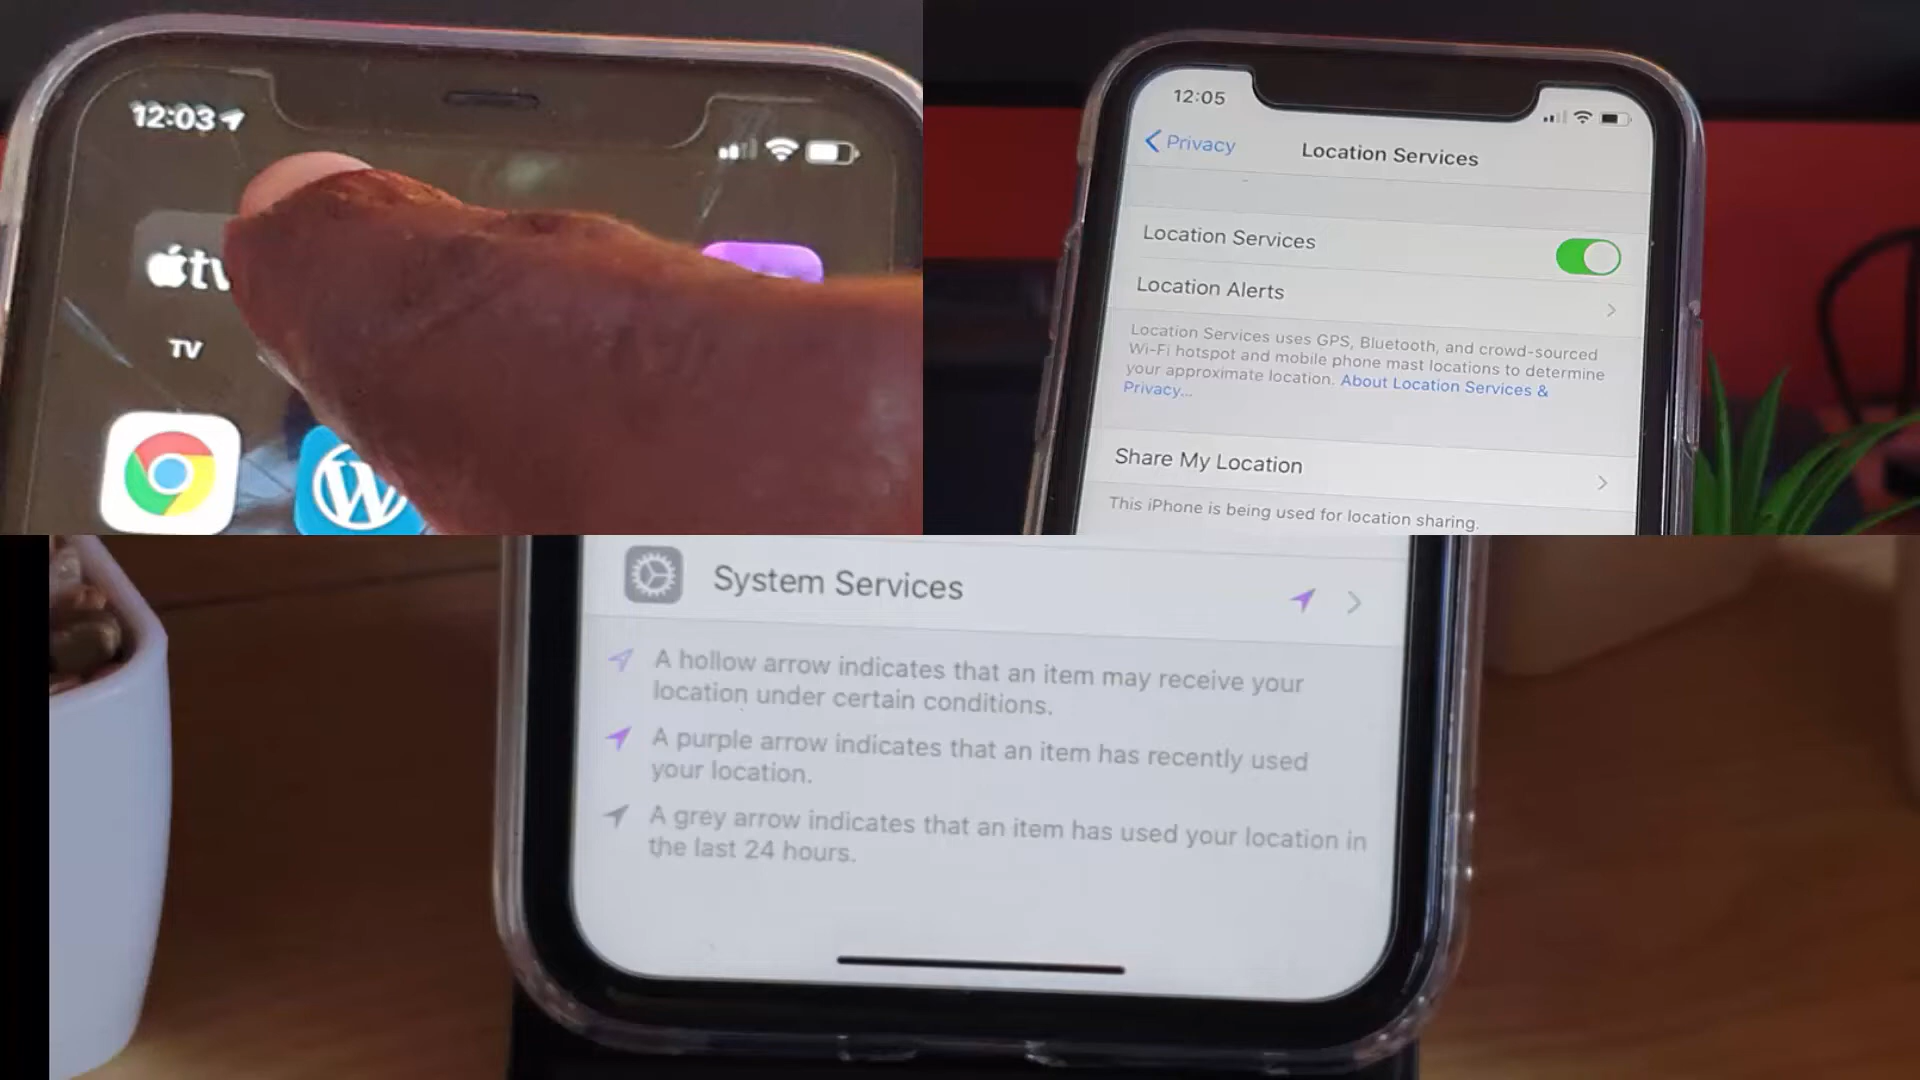 12:03
tv
TV
12:05
Privacy
Location Services
Location Services
Location Alerts
Location Services uses GPS, Bluetooth, and crowd-sourced
Wi-Fi hotspot and mobile phone mast locations to determine
your approximate location. About Location Services &
Privacy...
Share My Location
This iPhone is being used for location sharing.
System Services
A hollow arrow indicates that an item may receive your
location under certain conditions.
A purple arrow indicates that an item has recently used
your location.
A grey arrow indicates that an item has used your location in
the last 24 hours.